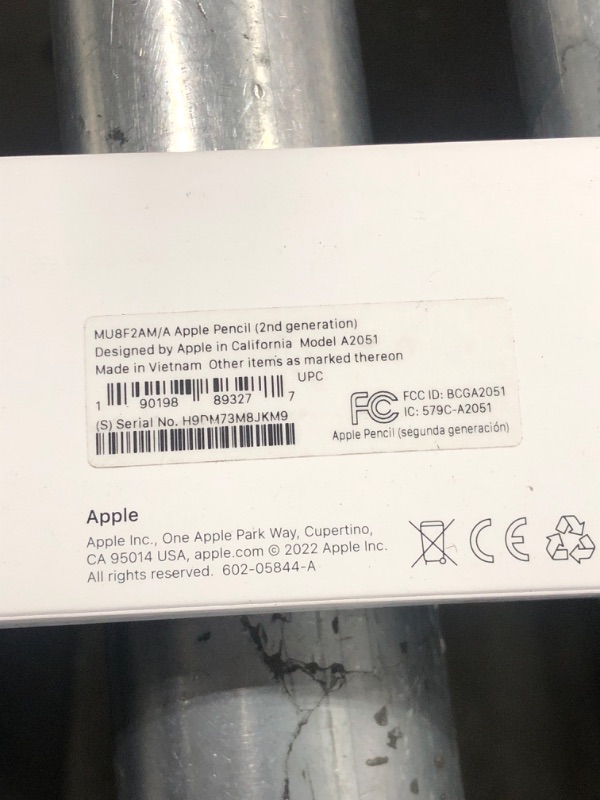 MU8F2AM/A Apple Pencil (2nd generation)
Designed by Apple in California Model A2051
Made in Vietnam Other items as marked thereon
UPC
1 90198 89327 7
(S) Serial No.
FCC ID: BCGA2051
IC: 579C-A2051
Apple Pencil (segunda generación)
Apple
Apple Inc., One Apple Park Way, Cupertino,
CA 95014 USA, apple.com © 2022 Apple Inc.
All rights reserved. 602-05844-A